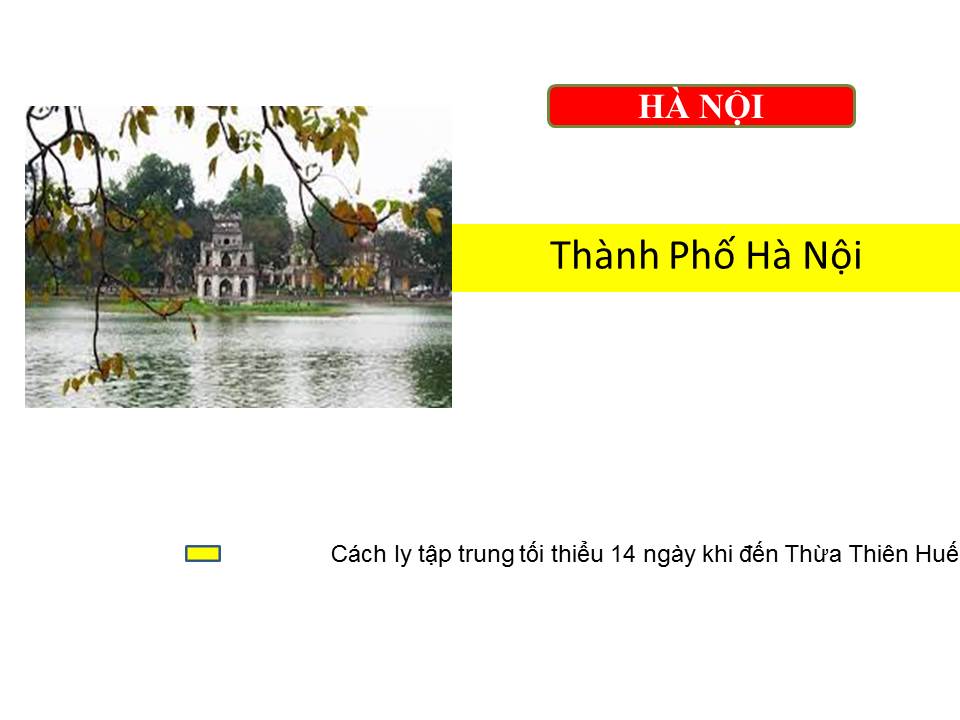 HÀ NỘI
Thành Phố Hà Nội
Cách ly tập trung tối thiểu 14 ngày khi đến Thừa Thiên Huế